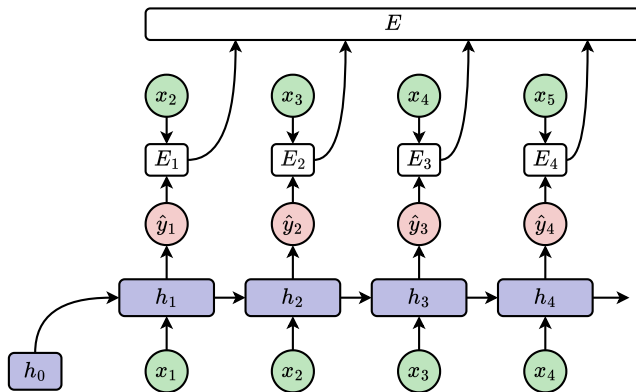 E
x₂ x₃ x₄ x₅
E₁ E₂ E₃ E₄
ŷ₁ ŷ₂ ŷ₃ ŷ₄
h₁ h₂ h₃ h₄
h₀ x₁ x₂ x₃ x₄